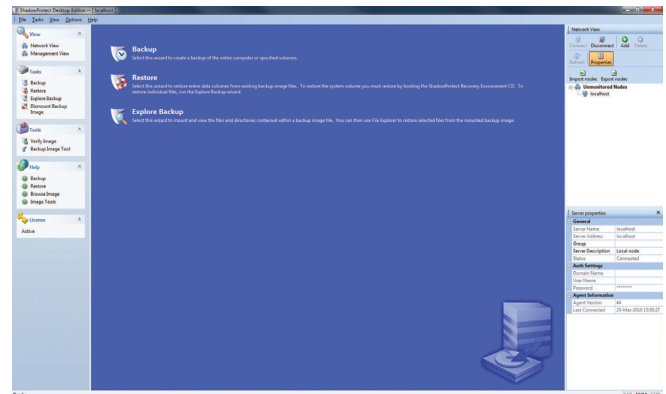 ShadowProtect Desktop Edition — [localhost]
File Tasks View Options Help
View
Network View
Management View
Tasks
Backup
Restore
Explore Backup
Dismount Backup
Image
Tools
Verify Image
Backup Image Tool
Help
Backup
Restore
Browse Image
Image Tools
License
Active
Backup
Select this wizard to create a backup of the entire computer or specified volumes.
Restore
Select this wizard to restore entire data volumes from existing backup image files. To restore the system volume you must restore by booting the ShadowProtect Recovery Environment CD. To
restore individual files, run the Explore Backup wizard.
Explore Backup
Select this wizard to mount and view the files and directories contained within a backup image file. You can then use File Explorer to restore selected files from the mounted backup image.
Network View
Connect Disconnect Add Delete
Refresh Properties
Import nodes Export nodes
Unmonitored Nodes
localhost
Server properties
General
Server Name localhost
Server Address localhost
Group
Server Description Local node
Status Connected
Auth Settings
Domain Name
User Name
Password ********
Agent Information
Agent Version 44
Last Connected